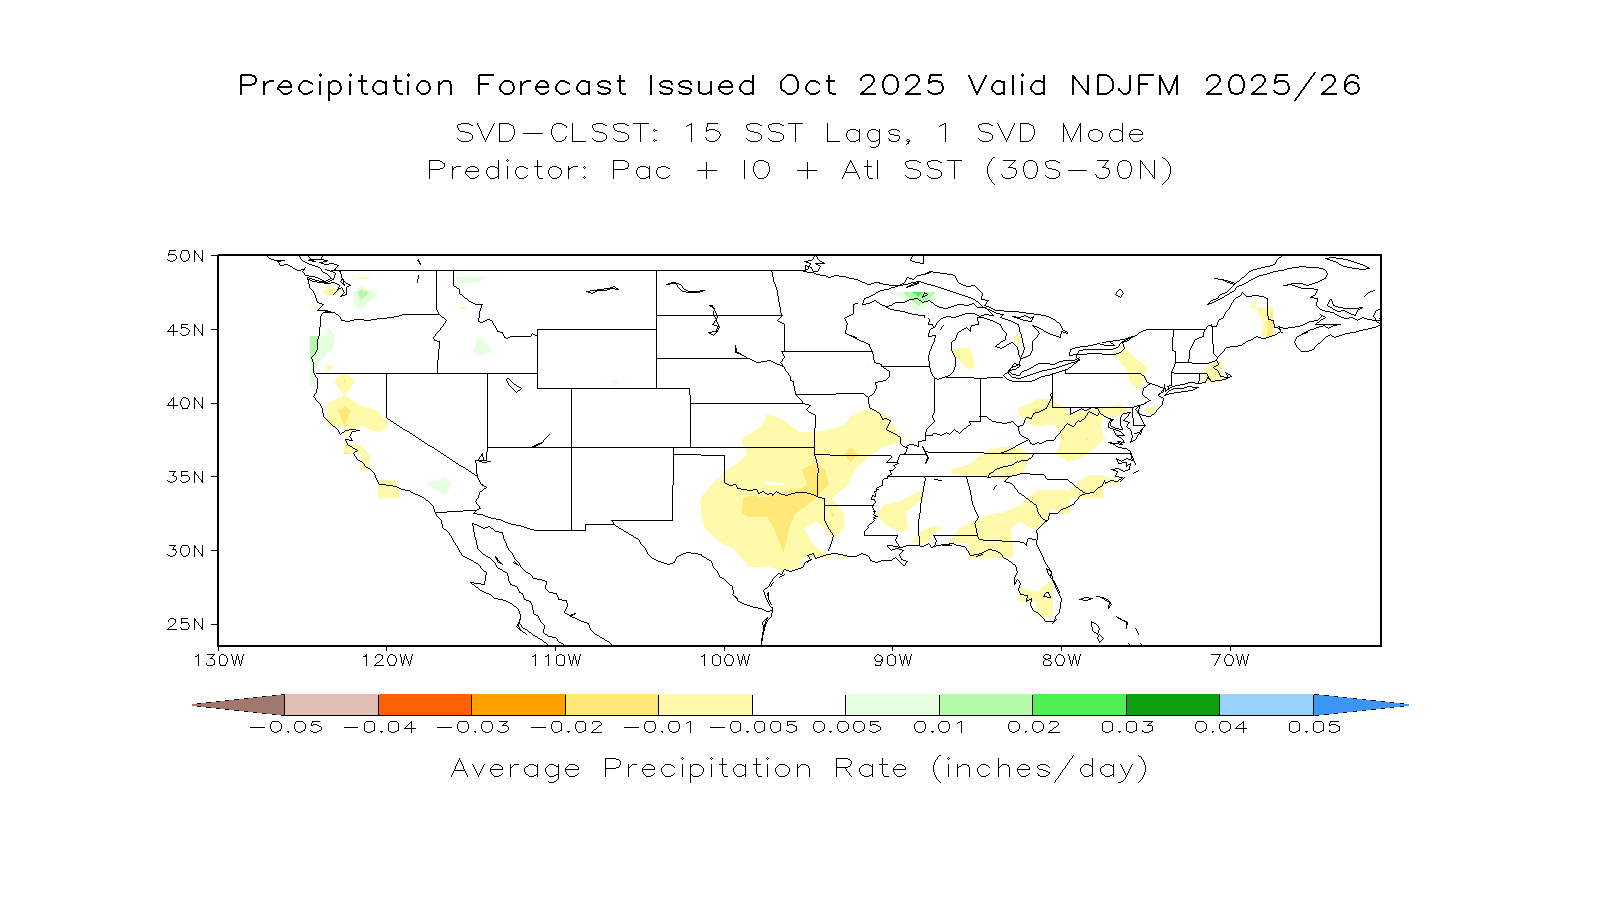 Precipitation Forecast Issued Oct 2025 Valid NDJFM 2025/26
SVD-CLSST: 15 SST Lags, 1 SVD Mode
Predictor: Pac + IO + Atl SST (30S-30N)
50N
45N
40N
35N
30N
25N
130W 120W 110W 100W 90W 80W 70W
-0.05 -0.04 -0.03 -0.02 -0.01 -0.005 0.005 0.01 0.02 0.03 0.04 0.05
Average Precipitation Rate (inches/day)